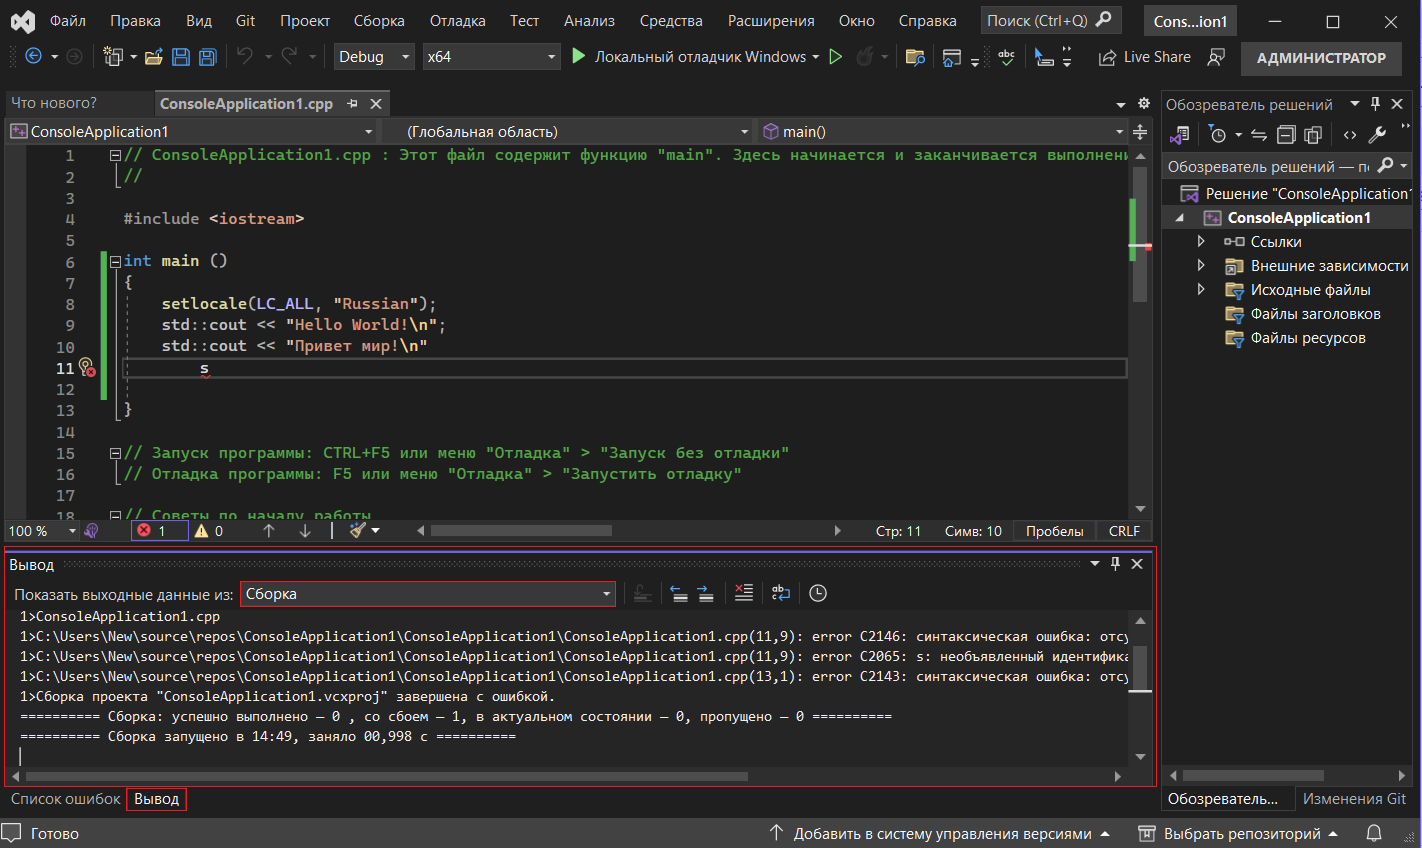 Файл Правка Вид Git Проект Сборка Отладка Тест Анализ Средства Расширения Окно Справка Поиск (Ctrl+Q) Cons...ion1
Debug x64 Локальный отладчик Windows abc Live Share АДМИНИСТРАТОР
Что нового? ConsoleApplication1.cpp
ConsoleApplication1 (Глобальная область) main()
1 // ConsoleApplication1.cpp : Этот файл содержит функцию "main". Здесь начинается и заканчивается
2 //
3
4 #include <iostream>
5
6 int main ()
7 {
8 setlocale(LC_ALL, "Russian");
9 std::cout << "Hello World!\n";
10 std::cout << "Привет мир!\n"
11 s
12
13 }
14
15 // Запуск программы: CTRL+F5 или меню "Отладка" > "Запуск без отладки"
16 // Отладка программы: F5 или меню "Отладка" > "Запустить отладку"
17
18 // Советы по началу работы
100 % 1 0 Стр: 11 Симв: 10 Пробелы CRLF
Вывод
Показать выходные данные из: Сборка
1>ConsoleApplication1.cpp
1>C:\Users\New\source\repos\ConsoleApplication1\ConsoleApplication1\ConsoleApplication1.cpp(11,9): error C2146: синтаксическая ошибка:
1>C:\Users\New\source\repos\ConsoleApplication1\ConsoleApplication1\ConsoleApplication1.cpp(11,9): error C2065: s: необъявленный
1>C:\Users\New\source\repos\ConsoleApplication1\ConsoleApplication1\ConsoleApplication1.cpp(13,1): error C2143: синтаксическая ошибка:
1>Сборка проекта "ConsoleApplication1.vcxproj" завершена с ошибкой.
========== Сборка: успешно выполнено — 0 , со сбоем — 1, в актуальном состоянии — 0, пропущено — 0 ==========
========== Сборка запущено в 14:49, заняло 00,998 с ==========
Список ошибок Вывод
Обозреватель решений
Обозреватель решений —
Решение "ConsoleApplication1
ConsoleApplication1
Ссылки
Внешние зависимости
Исходные файлы
Файлы заголовков
Файлы ресурсов
Обозреватель... Изменения Git
Готово Добавить в систему управления версиями Выбрать репозиторий